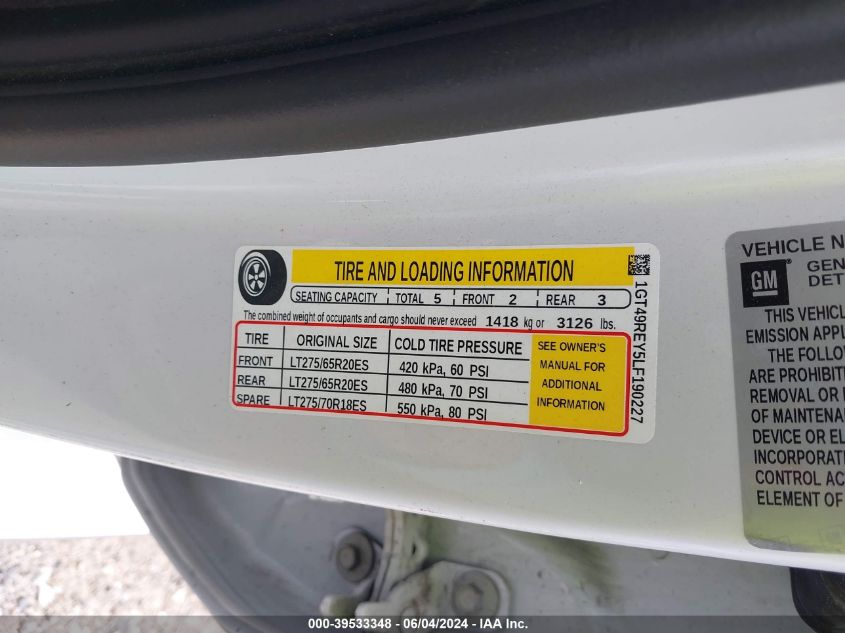 TIRE AND LOADING INFORMATION
SEATING CAPACITY TOTAL 5 FRONT 2 REAR 3
The combined weight of occupants and cargo should never exceed 1418 kg or 3126 lbs.
TIRE ORIGINAL SIZE COLD TIRE PRESSURE
FRONT LT275/65R20ES 420 kPa, 60 PSI
REAR LT275/65R20ES 480 kPa, 70 PSI
SPARE LT275/70R18ES 550 kPa, 80 PSI
SEE OWNER'S
MANUAL FOR
ADDITIONAL
INFORMATION
1GT49REY5LF190227
VEHICLE N
GM
GEN
DET
THIS VEHICL
EMISSION APPL
THE FOLLOW
ARE PROHIBIT
REMOVAL OR
OF MAINTENA
DEVICE OR EL
INCORPORATI
CONTROL AC
ELEMENT OF
000-39533348 - 06/04/2024 - IAA Inc.